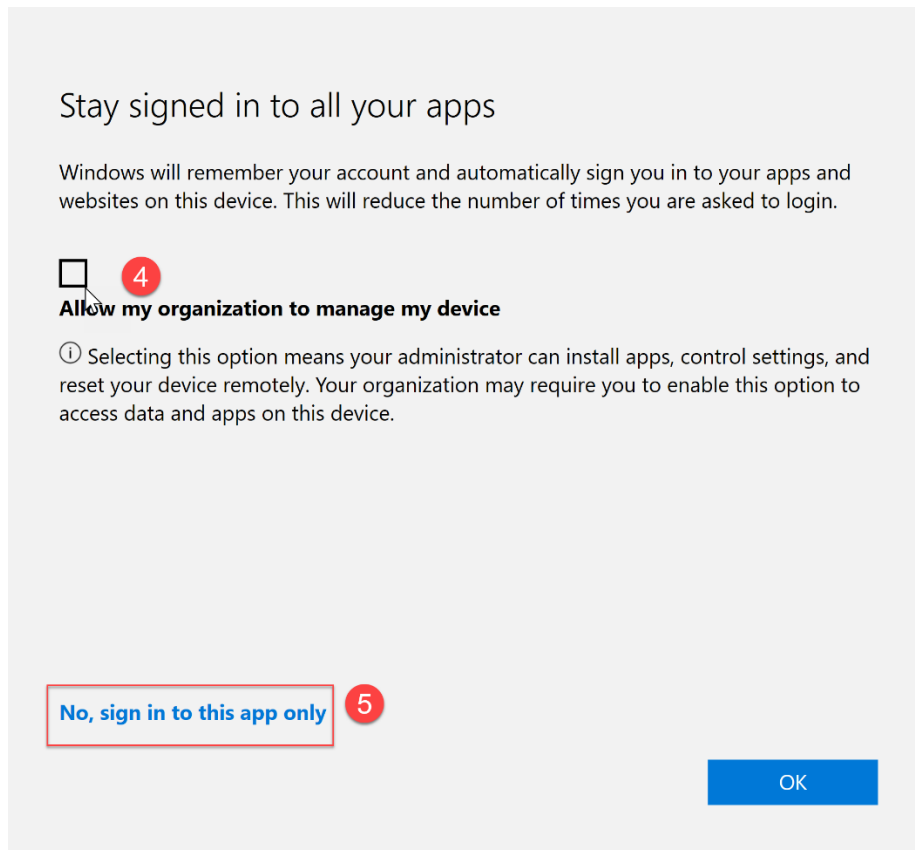 Stay signed in to all your apps
Windows will remember your account and automatically sign you in to your apps and
websites on this device. This will reduce the number of times you are asked to login.
4
Allow my organization to manage my device
i Selecting this option means your administrator can install apps, control settings, and
reset your device remotely. Your organization may require you to enable this option to
access data and apps on this device.
No, sign in to this app only 5
OK